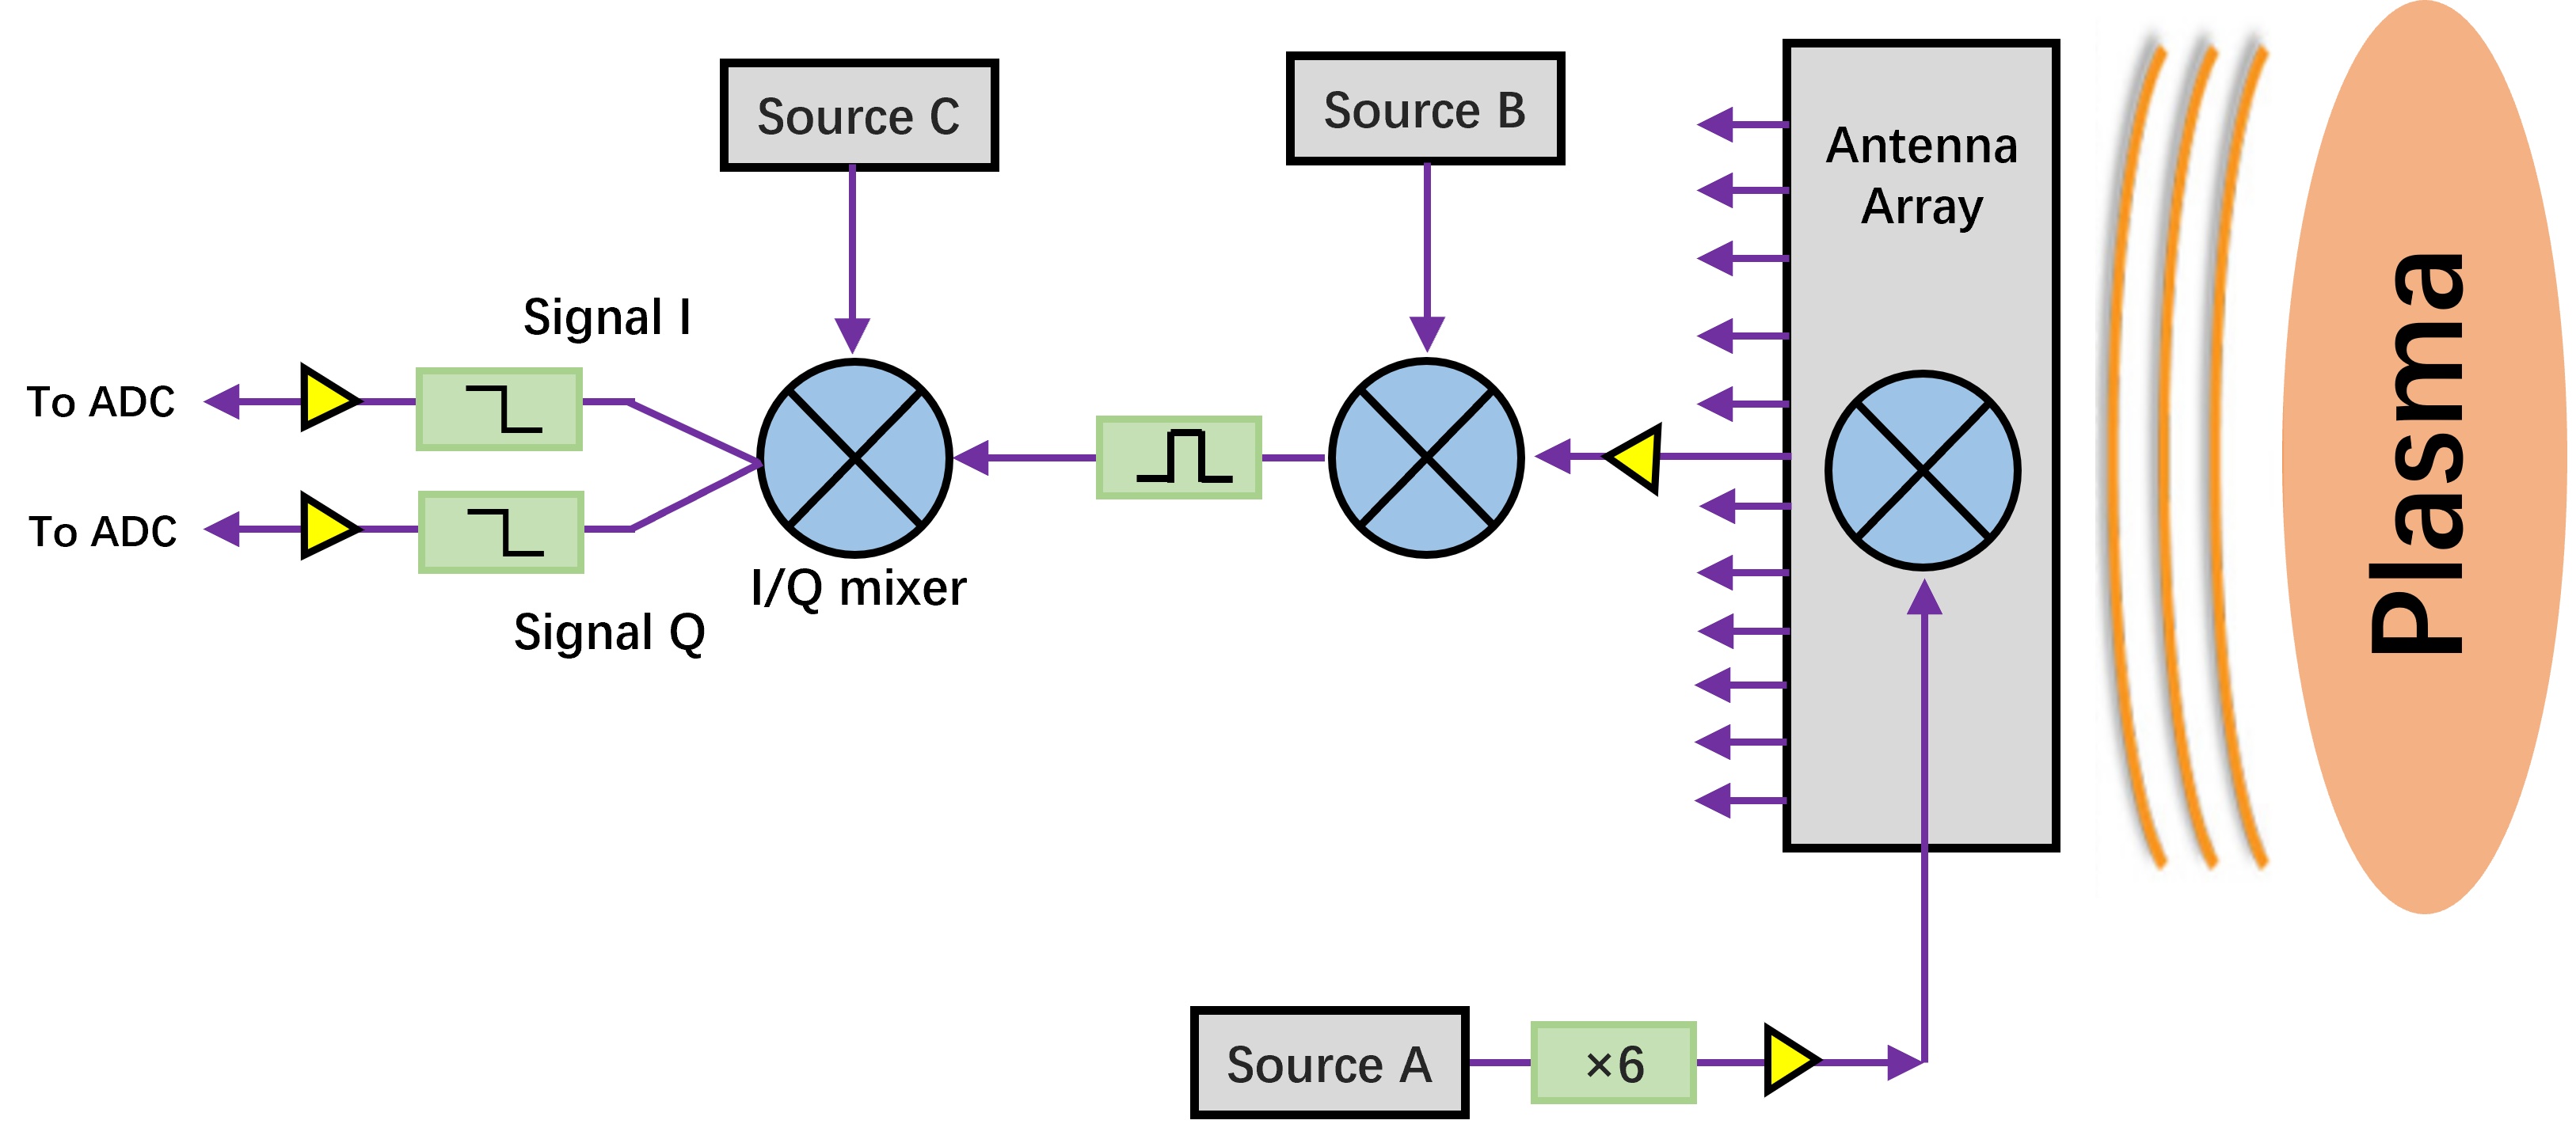 Source C
Source B
Antenna
Array
Plasma
Signal I
To ADC
To ADC
I/Q mixer
Signal Q
Source A
×6